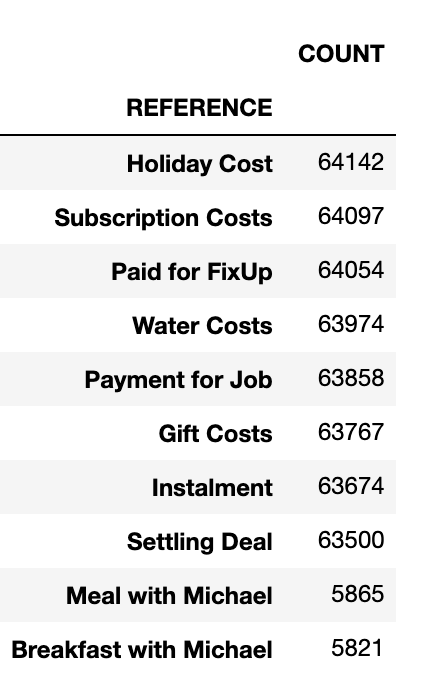 COUNT
REFERENCE
Holiday Cost 64142
Subscription Costs 64097
Paid for FixUp 64054
Water Costs 63974
Payment for Job 63858
Gift Costs 63767
Instalment 63674
Settling Deal 63500
Meal with Michael 5865
Breakfast with Michael 5821